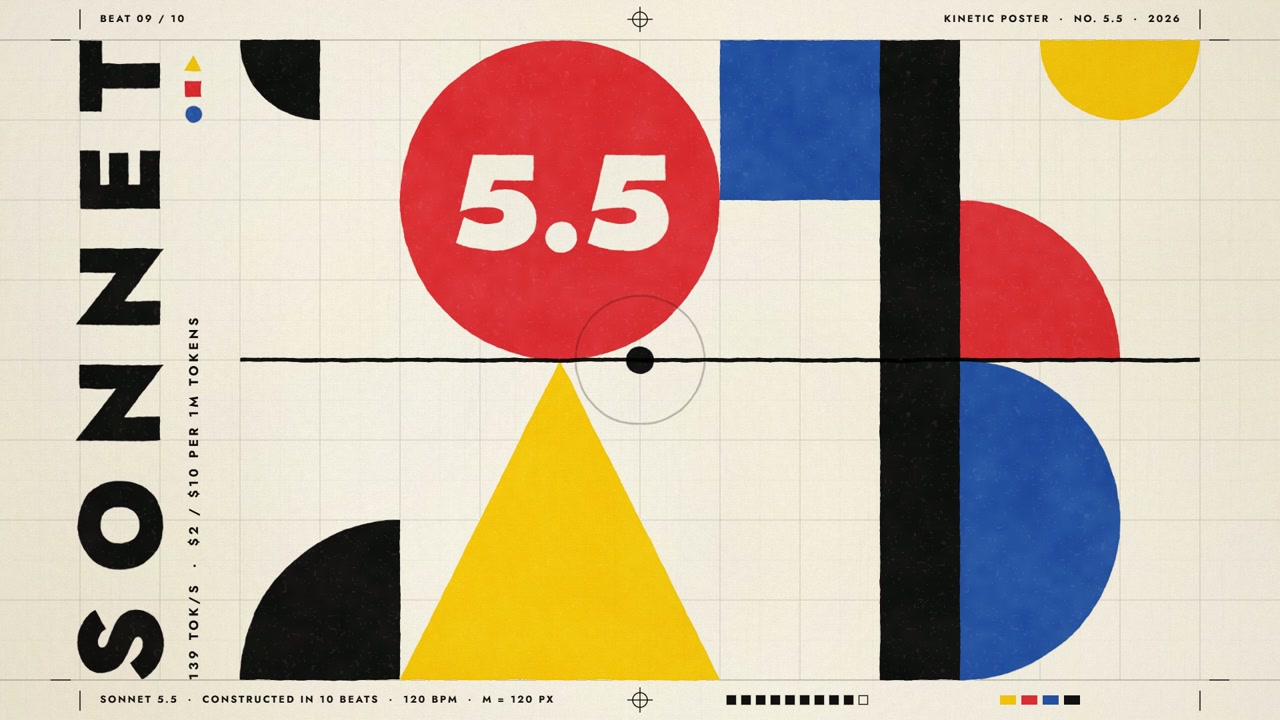 BEAT 09 / 10
KINETIC POSTER · NO. 5.5 · 2026
SONNET
139 TOK/S · $2 / $10 PER 1M TOKENS
5.5
SONNET 5.5 · CONSTRUCTED IN 10 BEATS · 120 BPM · M = 120 PX